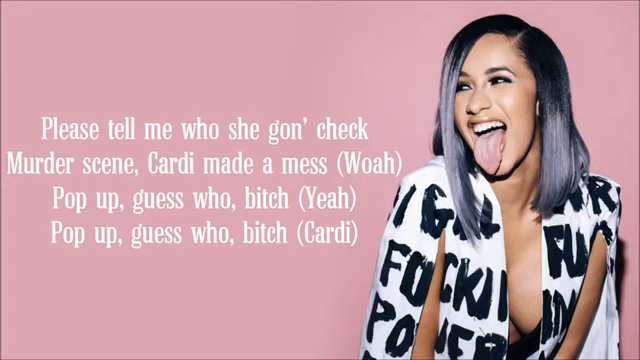 Please tell me who she gon' check
Murder scene, Cardi made a mess (Woah)
Pop up, guess who, bitch (Yeah)
Pop up, guess who, bitch (Cardi)
FUCKIN